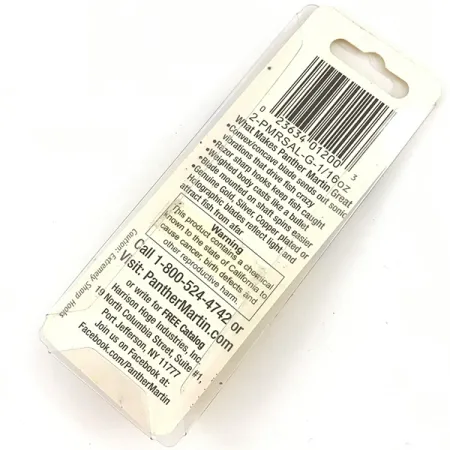 0 23634 01200 3
2-PMRSAL-G-1/16oz
What Makes Panther Martin Great
•Convex/concave blade sends out sonic
vibrations that drive fish crazy
•Razor sharp hooks keep fish caught
•Weighted body casts like a bullet
•Blade mounted on shaft spins easier
•Genuine Gold, Silver, Copper plated or
Holographic blades reflect light and
attract fish from afar
Warning
This product contains a chemical
known to the state of California to
cause cancer, birth defects and
other reproductive harm.
Call 1-800-524-4742 or
Visit: PantherMartin.com
or write for FREE Catalog
Harrison Hoge Industries, Inc.
19 North Columbia Street, Suite #1,
Port Jefferson, NY 11777
Join us on Facebook at:
Facebook.com/PantherMartin
Caution: Extremely Sharp Hooks